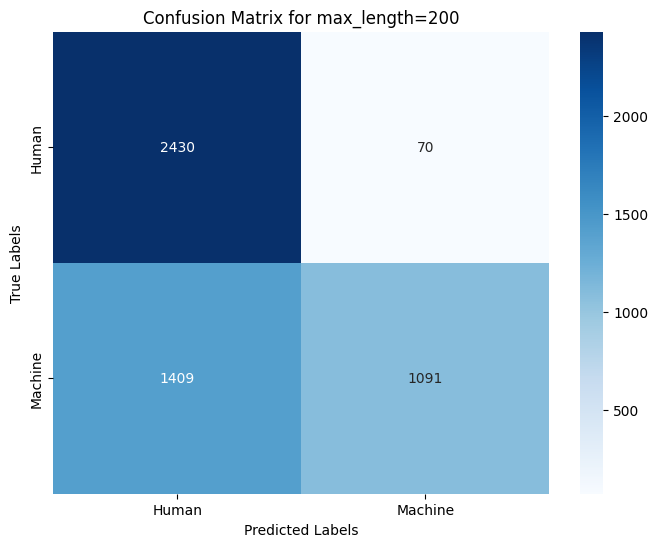 Confusion Matrix for max_length=200
True Labels
Human
2430
70
Machine
1409
1091
Human
Machine
Predicted Labels
2000
1500
1000
500